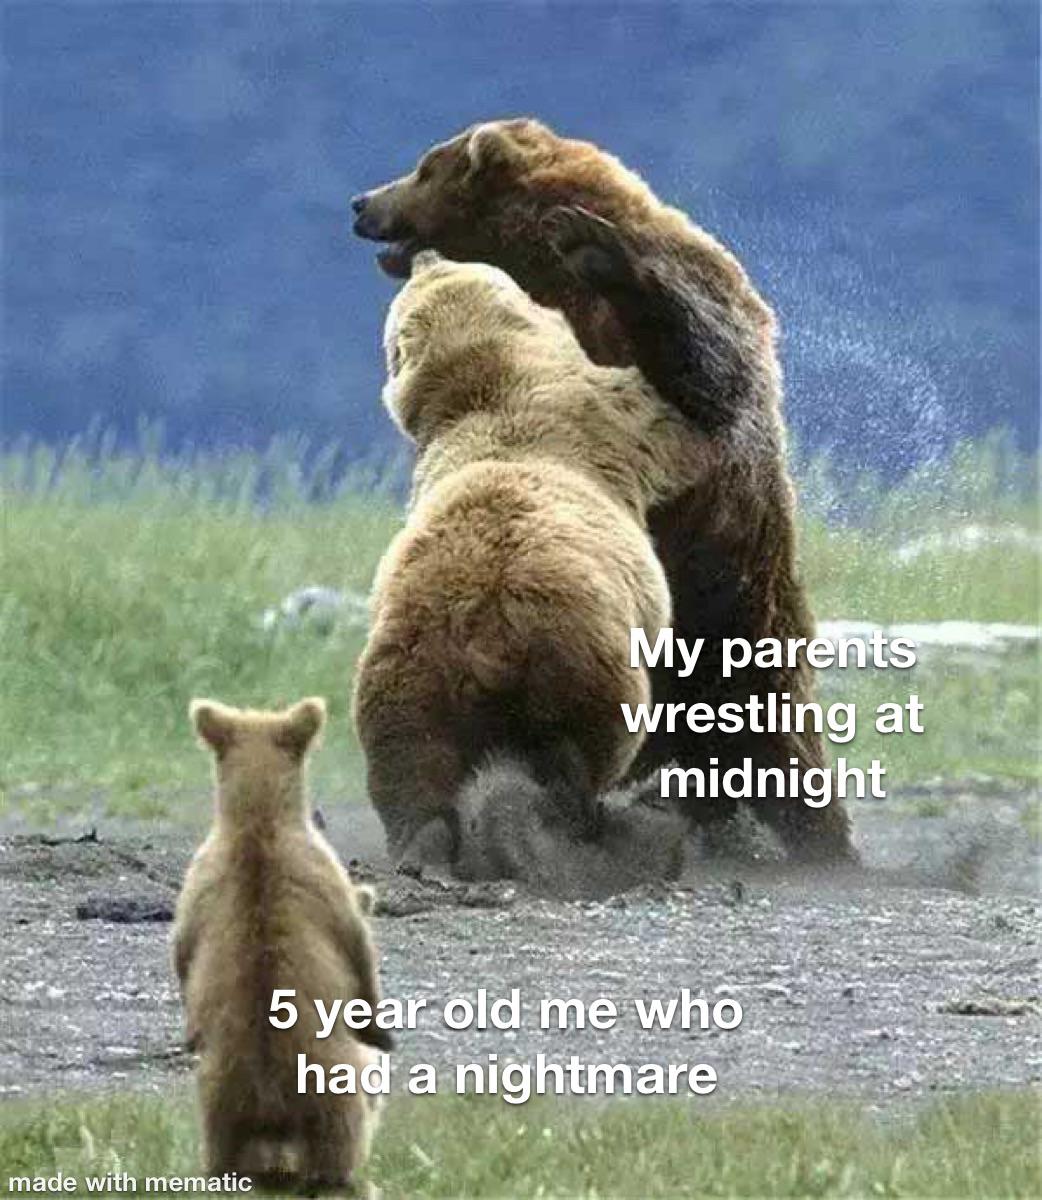 My parents
wrestling at
midnight
5 year old me who
had a nightmare
made with mematic